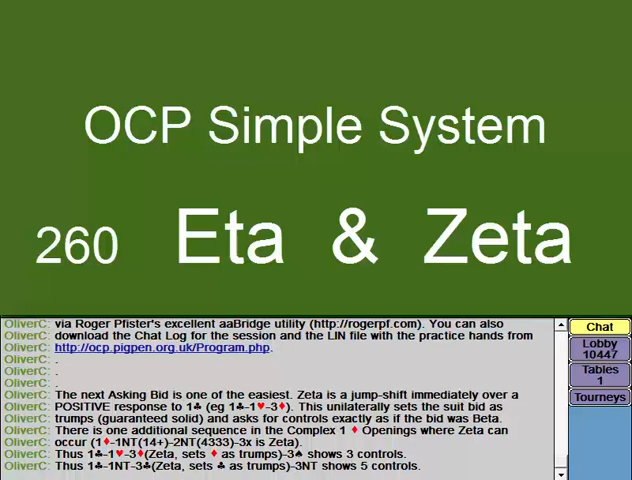 OCP Simple System
260 Eta & Zeta
OliverC: via Roger Pfister's excellent aaBridge utility (http://rogerpf.com). You can also
OliverC: download the Chat Log for the session and the LIN file with the practice hands from
OliverC: http://ocp.pigpen.org.uk/Program.php.
OliverC: .
OliverC: .
OliverC: .
OliverC: The next Asking Bid is one of the easiest. Zeta is a jump-shift immediately over a
OliverC: POSITIVE response to 1♣ (eg 1♣-1♥-3♦). This unilaterally sets the suit bid as
OliverC: trumps (guaranteed solid) and asks for controls exactly as if the bid was Beta.
OliverC: There is one additional sequence in the Complex 1 ♦ Openings where Zeta can
OliverC: occur (1♦-1NT(14+)-2NT(4333)-3x is Zeta).
OliverC: Thus 1♣-1♥-3♦(Zeta, sets ♦ as trumps)-3♠ shows 3 controls.
OliverC: Thus 1♣-1NT-3♣(Zeta, sets ♣ as trumps)-3NT shows 5 controls.
Chat
Lobby
10447
Tables
1
Tourneys